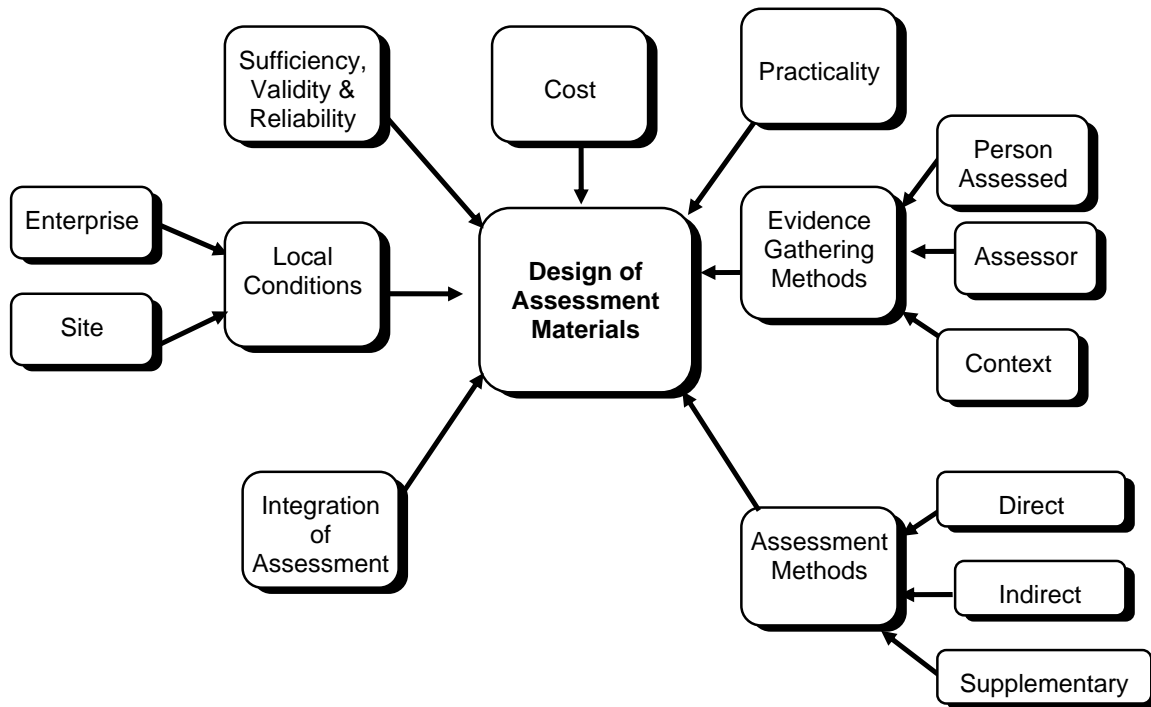 Sufficiency,
Validity &
Reliability
Cost
Practicality
Person
Assessed
Enterprise
Local
Conditions
Design of
Assessment
Materials
Evidence
Gathering
Methods
Assessor
Site
Context
Integration
of
Assessment
Assessment
Methods
Direct
Indirect
Supplementary